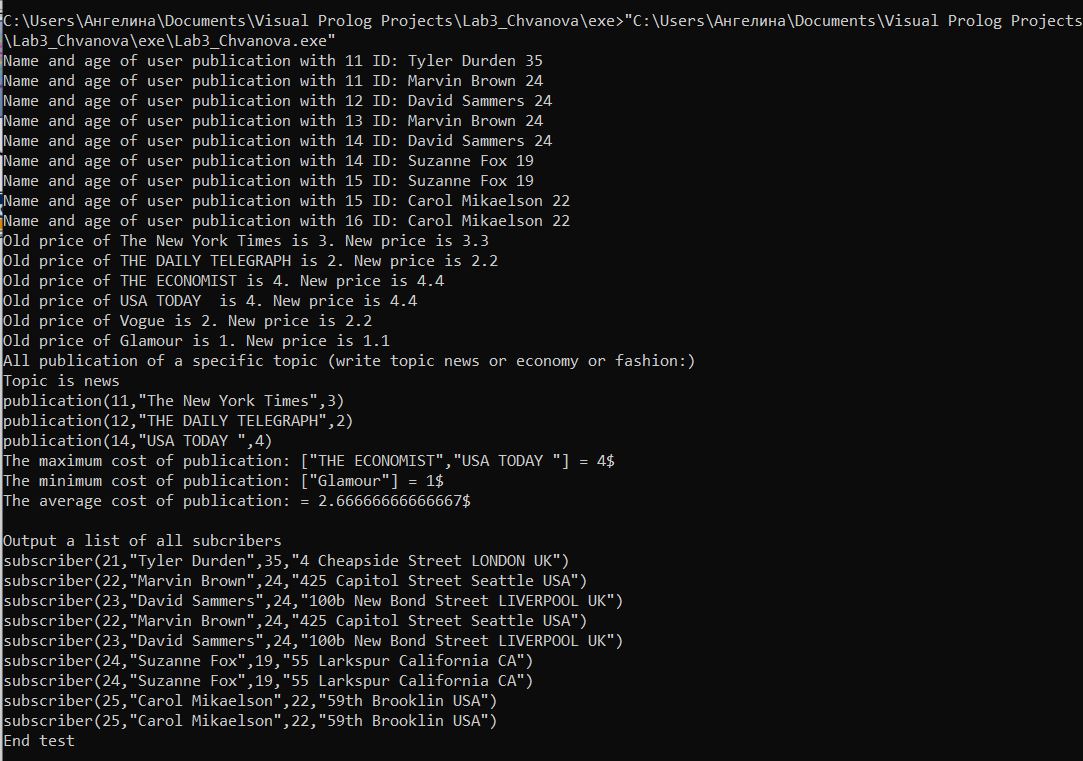 C:\Users\Ангелина\Documents\Visual Prolog Projects\Lab3_Chvanova\exe>"C:\Users\Ангелина\Documents\Visual Prolog Projects
\Lab3_Chvanova\exe\Lab3_Chvanova.exe"
Name and age of user publication with 11 ID: Tyler Durden 35
Name and age of user publication with 11 ID: Marvin Brown 24
Name and age of user publication with 12 ID: David Sammers 24
Name and age of user publication with 13 ID: Marvin Brown 24
Name and age of user publication with 14 ID: David Sammers 24
Name and age of user publication with 14 ID: Suzanne Fox 19
Name and age of user publication with 15 ID: Suzanne Fox 19
Name and age of user publication with 15 ID: Carol Mikaelson 22
Name and age of user publication with 16 ID: Carol Mikaelson 22
Old price of The New York Times is 3. New price is 3.3
Old price of THE DAILY TELEGRAPH is 2. New price is 2.2
Old price of THE ECONOMIST is 4. New price is 4.4
Old price of USA TODAY  is 4. New price is 4.4
Old price of Vogue is 2. New price is 2.2
Old price of Glamour is 1. New price is 1.1
All publication of a specific topic (write topic news or economy or fashion:)
Topic is news
publication(11,"The New York Times",3)
publication(12,"THE DAILY TELEGRAPH",2)
publication(14,"USA TODAY ",4)
The maximum cost of publication: ["THE ECONOMIST","USA TODAY "] = 4$
The minimum cost of publication: ["Glamour"] = 1$
The average cost of publication: = 2.66666666666667$

Output a list of all subcribers
subscriber(21,"Tyler Durden",35,"4 Cheapside Street LONDON UK")
subscriber(22,"Marvin Brown",24,"425 Capitol Street Seattle USA")
subscriber(23,"David Sammers",24,"100b New Bond Street LIVERPOOL UK")
subscriber(22,"Marvin Brown",24,"425 Capitol Street Seattle USA")
subscriber(23,"David Sammers",24,"100b New Bond Street LIVERPOOL UK")
subscriber(24,"Suzanne Fox",19,"55 Larkspur California CA")
subscriber(24,"Suzanne Fox",19,"55 Larkspur California CA")
subscriber(25,"Carol Mikaelson",22,"59th Brooklin USA")
subscriber(25,"Carol Mikaelson",22,"59th Brooklin USA")
End test